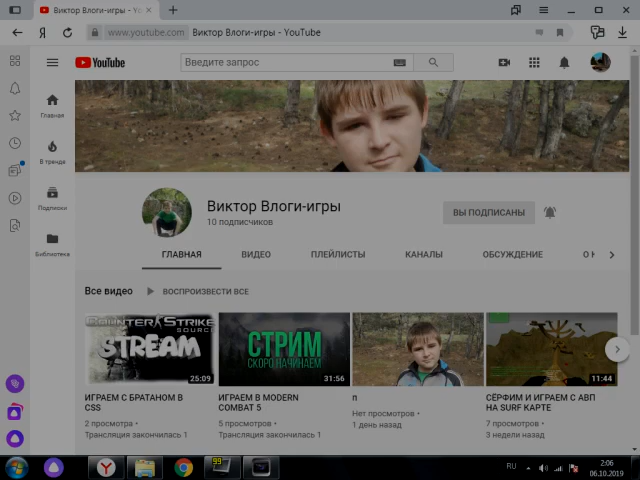 Виктор Влоги-игры - Yo
www.youtube.com Виктор Влоги-игры - YouTube
YouTube
Введите запрос
Главная
В тренде
Подписки
Библиотека
Виктор Влоги-игры
10 подписчиков
ВЫ ПОДПИСАНЫ
ГЛАВНАЯ ВИДЕО ПЛЕЙЛИСТЫ КАНАЛЫ ОБСУЖДЕНИЕ О К
Все видео ВОСПРОИЗВЕСТИ ВСЕ
COUNTER STRIKE
SOURCE
STREAM
25:09
СТРИМ
СКОРО НАЧИНАЕМ
31:56
11:44
ИГРАЕМ С БРАТАНОМ В
CSS
2 просмотра •
Трансляция закончилась 1
ИГРАЕМ В MODERN
COMBAT 5
5 просмотров •
Трансляция закончилась 1
п
Нет просмотров •
1 день назад
СЁРФИМ И ИГРАЕМ С АВП
НА SURF КАРТЕ
7 просмотров •
3 недели назад
99
RU
2:06
06.10.2019